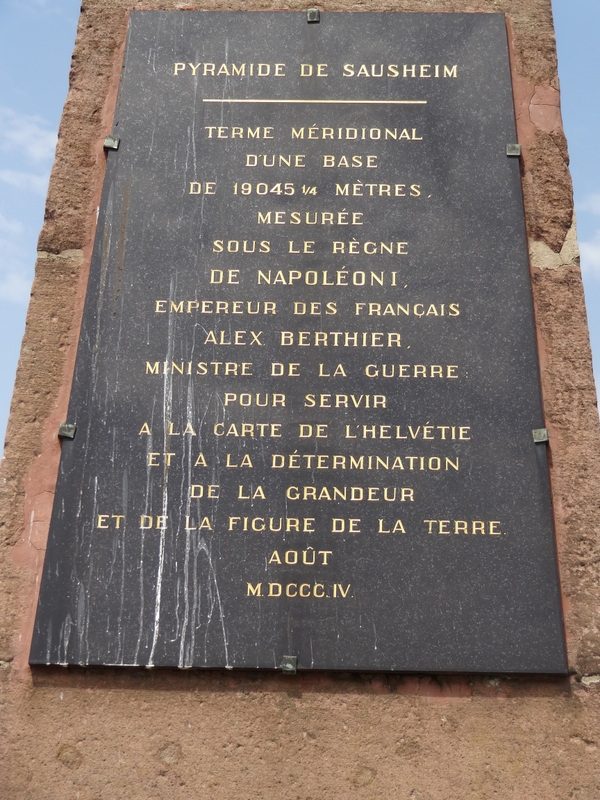 PYRAMIDE DE SAUSHEIM
TERME MÉRIDIONAL
D'UNE BASE
DE 19045 1/4 MÈTRES,
MESURÉE
SOUS LE RÈGNE
DE NAPOLÉON I,
EMPEREUR DES FRANÇAIS
ALEX BERTHIER,
MINISTRE DE LA GUERRE
POUR SERVIR
A LA CARTE DE L'HELVÉTIE
ET A LA DÉTERMINATION
DE LA GRANDEUR
ET DE LA FIGURE DE LA TERRE.
AOÛT
M.DCCC.IV.